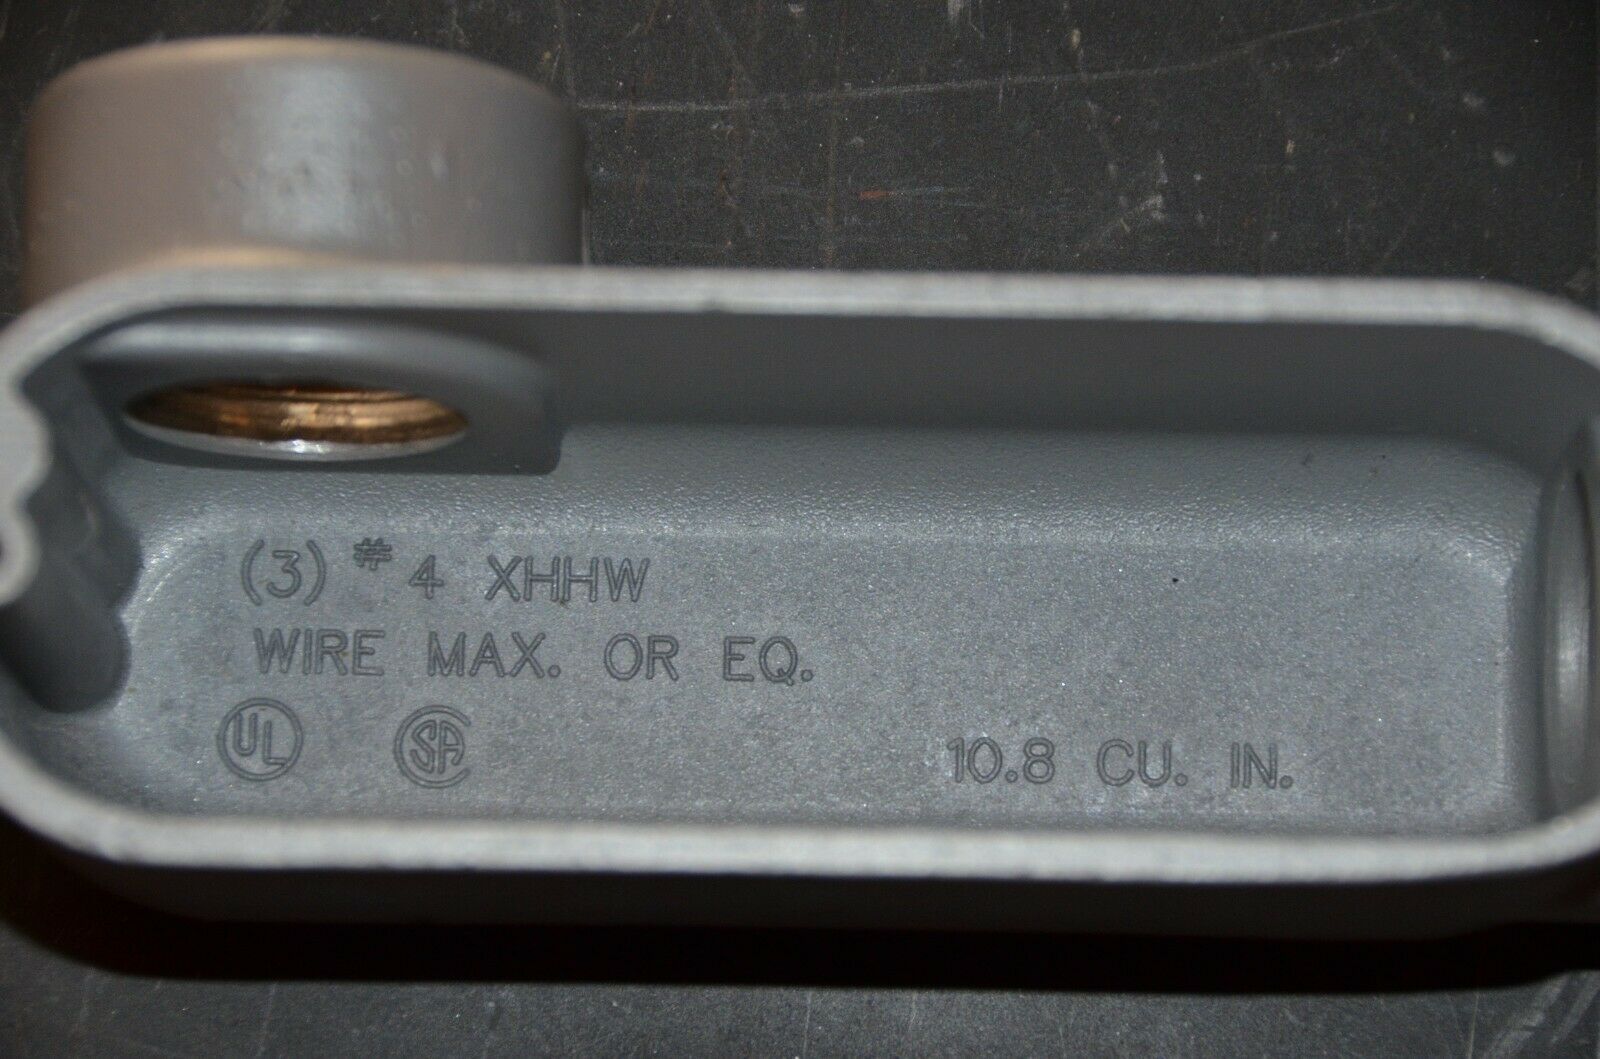 (3) # 4 XHHW
WIRE MAX. OR EQ.
UL SA 10.8 CU. IN.